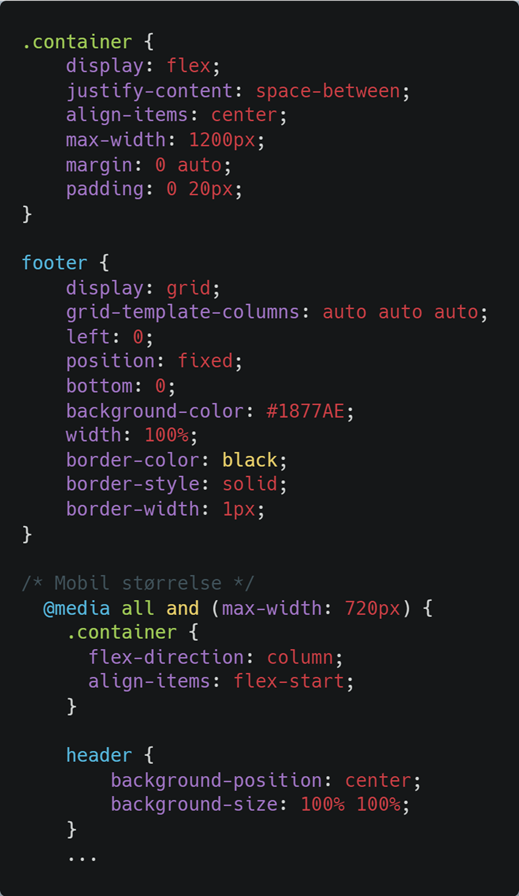 .container {
    display: flex;
    justify-content: space-between;
    align-items: center;
    max-width: 1200px;
    margin: 0 auto;
    padding: 0 20px;
}

footer {
    display: grid;
    grid-template-columns: auto auto auto;
    left: 0;
    position: fixed;
    bottom: 0;
    background-color: #1877AE;
    width: 100%;
    border-color: black;
    border-style: solid;
    border-width: 1px;
}

/* Mobil størrelse */
  @media all and (max-width: 720px) {
    .container {
      flex-direction: column;
      align-items: flex-start;
    }

    header {
        background-position: center;
        background-size: 100% 100%;
    }
    ...